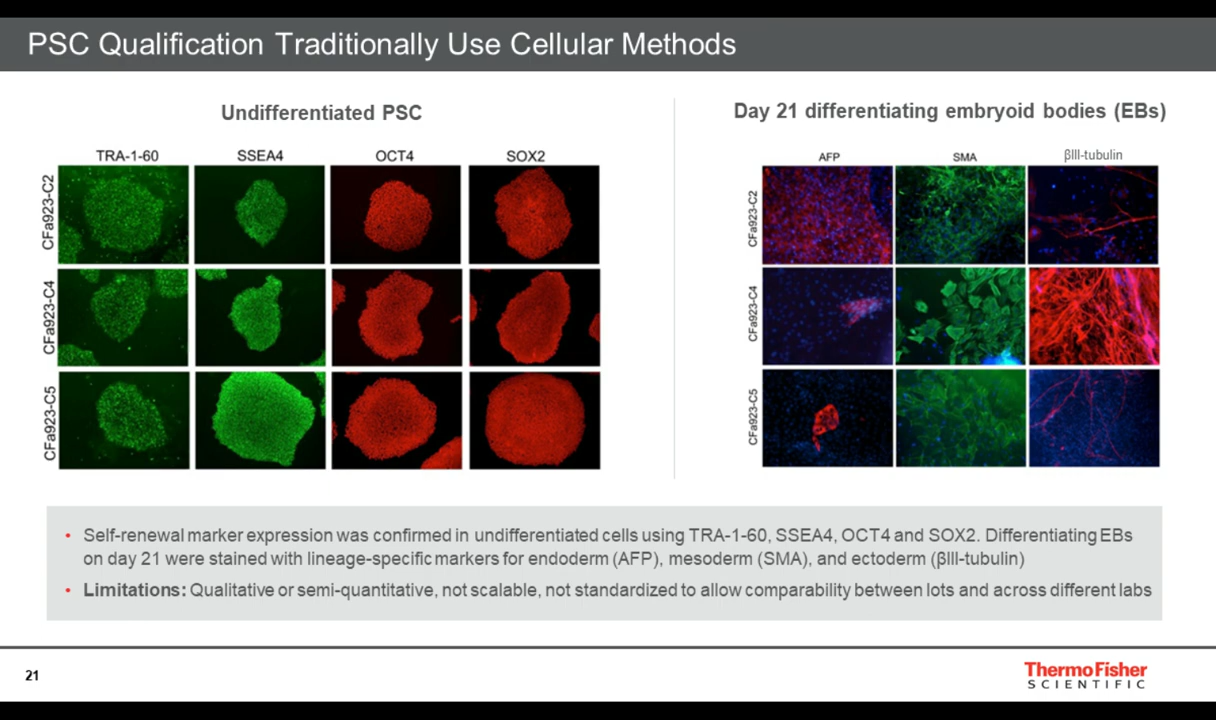 PSC Qualification Traditionally Use Cellular Methods
Undifferentiated PSC
TRA-1-60 SSEA4 OCT4 SOX2
CFa923-C2
CFa923-C4
CFa923-C5
Day 21 differentiating embryoid bodies (EBs)
AFP SMA βIII-tubulin
CFa923-C2
CFa923-C4
CFa923-C5
• Self-renewal marker expression was confirmed in undifferentiated cells using TRA-1-60, SSEA4, OCT4 and SOX2. Differentiating EBs
on day 21 were stained with lineage-specific markers for endoderm (AFP), mesoderm (SMA), and ectoderm (βIII-tubulin)
• Limitations: Qualitative or semi-quantitative, not scalable, not standardized to allow comparability between lots and across different labs
21
ThermoFisher
SCIENTIFIC